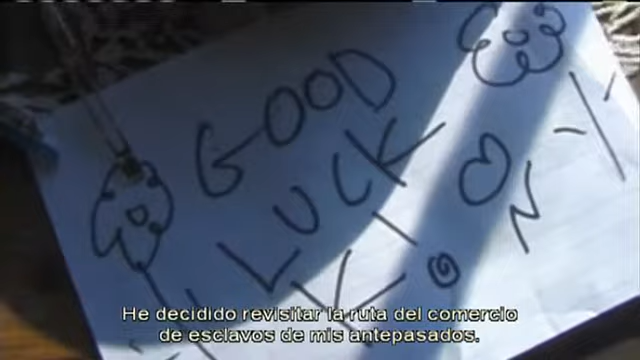 GOOD
LUCK
He decidido revisitar la ruta del comercio
de esclavos de mis antepasados.